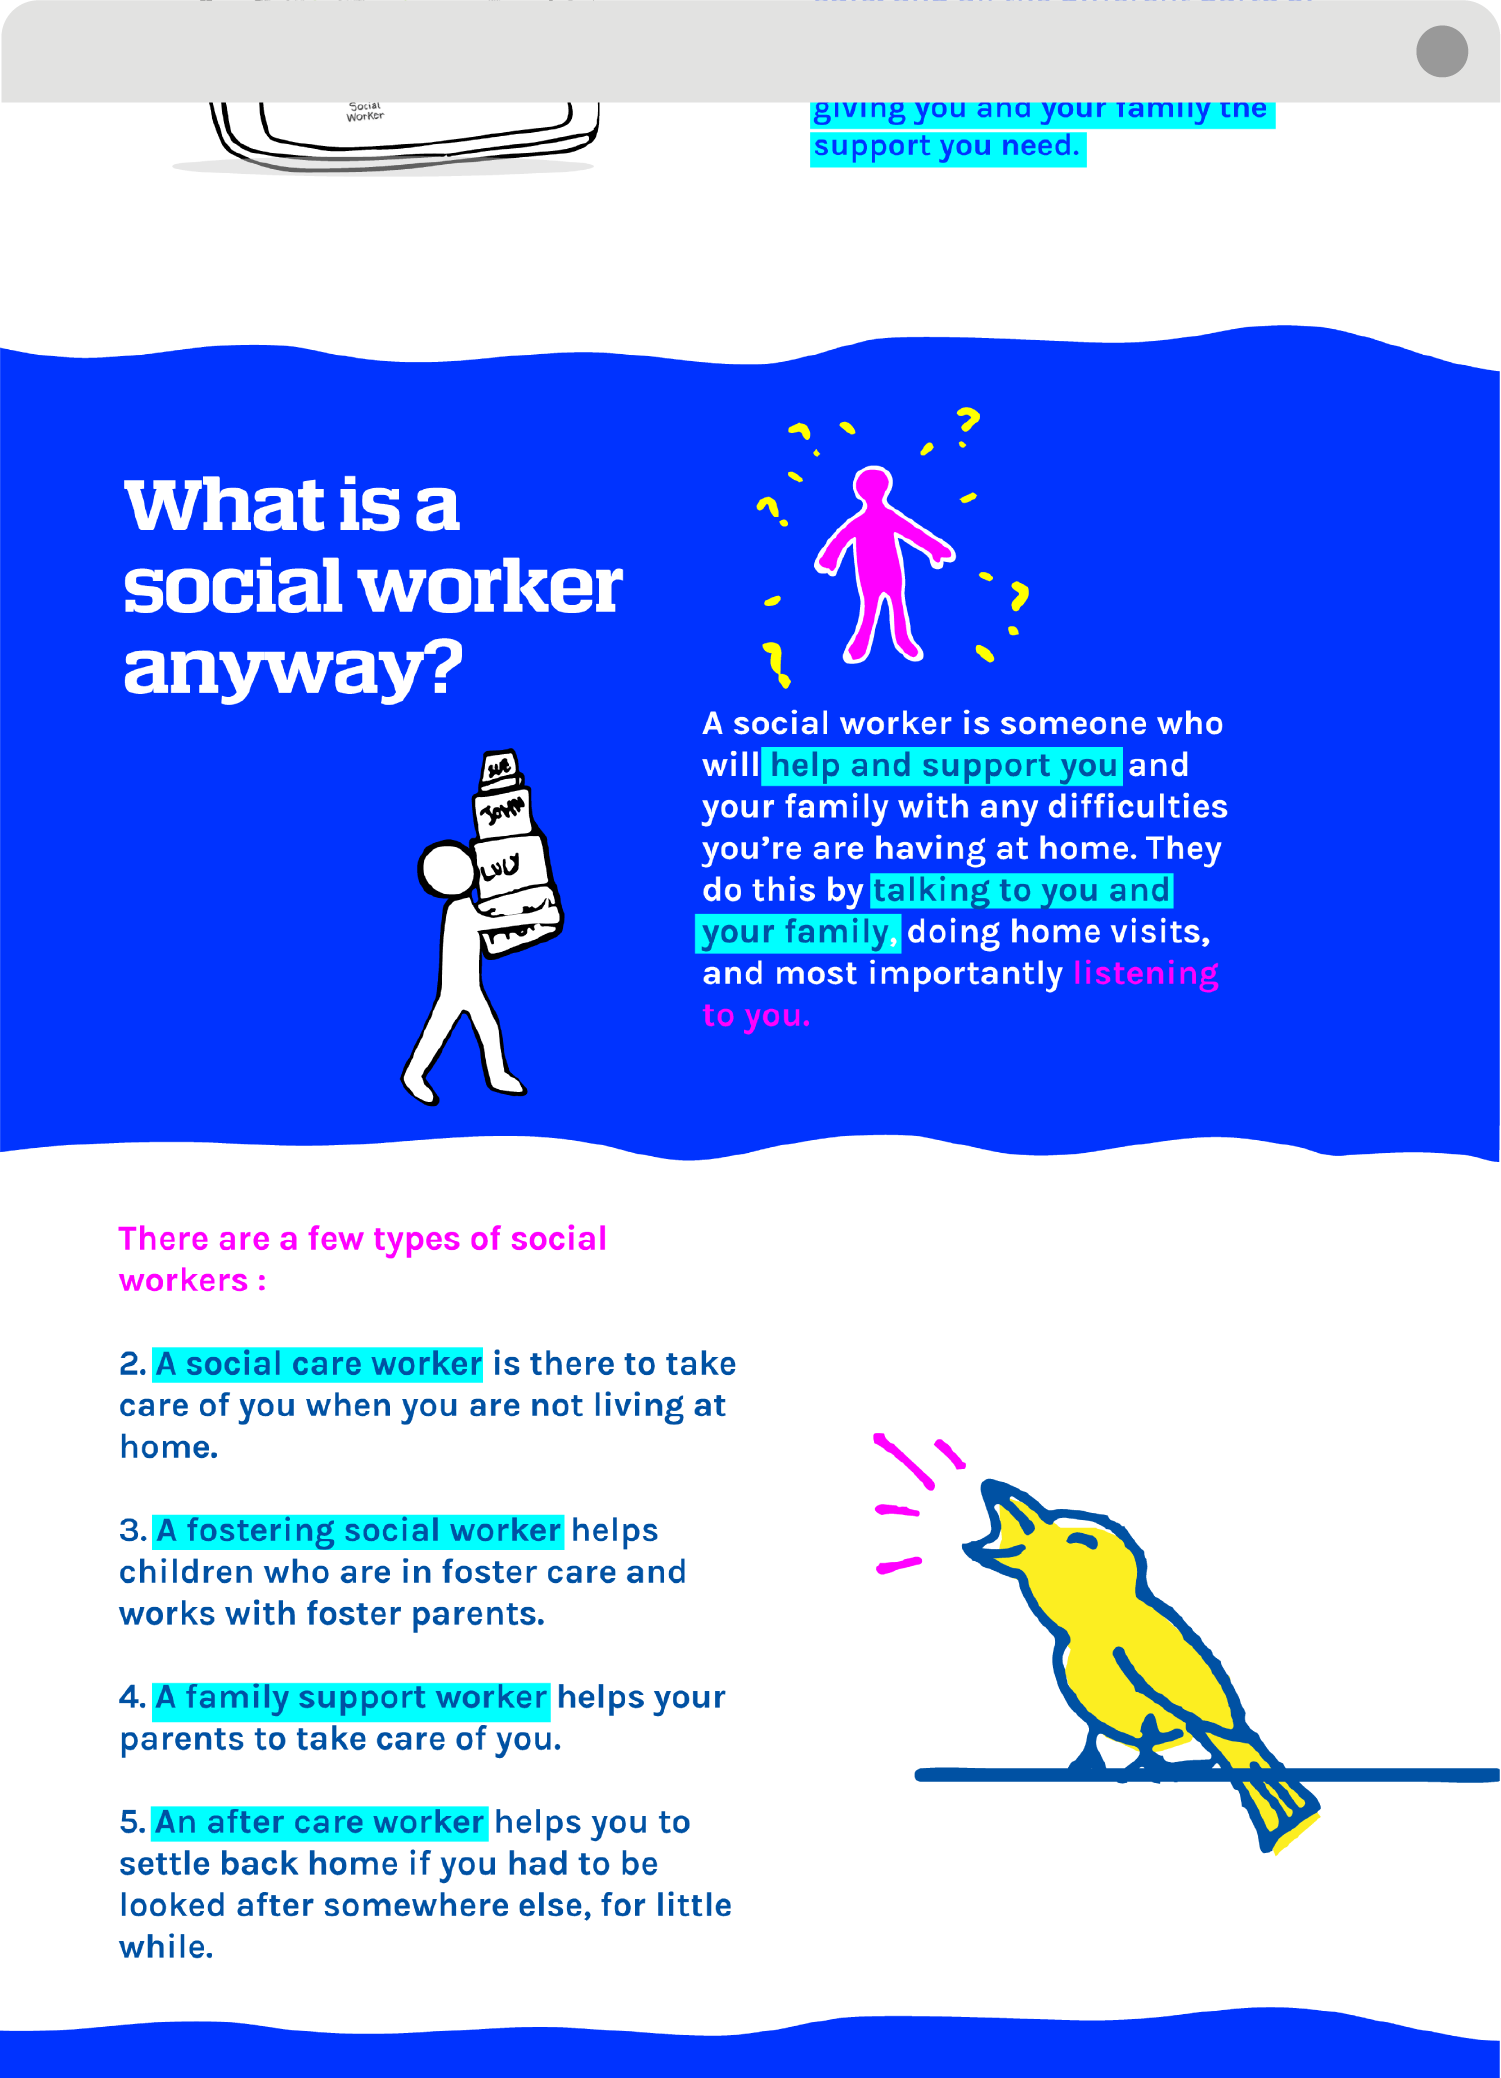 Social
Worker
giving you and your family the
support you need.
What is a
social worker
anyway?
SUE
JOHN
LUCY
A social worker is someone who
will help and support you and
your family with any difficulties
you're are having at home. They
do this by talking to you and
your family, doing home visits,
and most importantly listening
to you.
There are a few types of social
workers :
2. A social care worker is there to take
care of you when you are not living at
home.
3. A fostering social worker helps
children who are in foster care and
works with foster parents.
4. A family support worker helps your
parents to take care of you.
5. An after care worker helps you to
settle back home if you had to be
looked after somewhere else, for little
while.